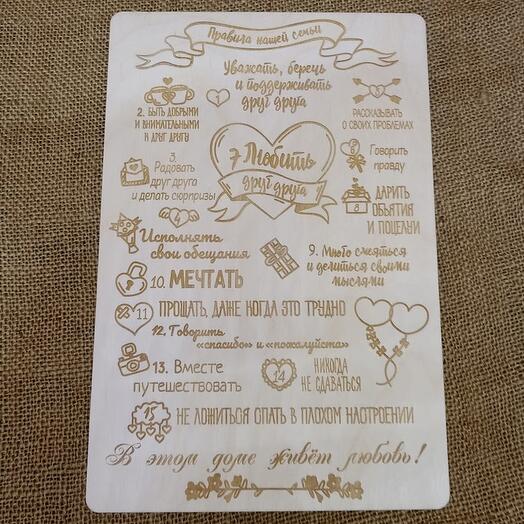 Правила нашей семьи
Уважать, беречь
и поддерживать
друг друга
1
2. БЫТЬ ДОБРЫМИ
И ВНИМАТЕЛЬНЫМИ
К ДРУГ ДРУГУ
РАССКАЗЫВАТЬ
О СВОИХ ПРОБЛЕМАХ
3.
Радовать
друг друга
и делать сюрпризы
7 Любить
друг друга
Говорить
правду
4
8
ДАРИТЬ
ОБЪЯТИЯ
И ПОЦЕЛУИ
Исполнять
свои обещания
9. Много смеяться
и делиться своими
мыслями
10. МЕЧТАТЬ
11 ПРОЩАТЬ, ДАЖЕ КОГДА ЭТО ТРУДНО
12. Говорить
«спасибо» и «пожалуйста»
13. Вместе
путешествовать
14
НИКОГДА
НЕ СДАВАТЬСЯ
15 НЕ ЛОЖИТЬСЯ СПАТЬ В ПЛОХОМ НАСТРОЕНИИ
В этом доме живёт любовь!